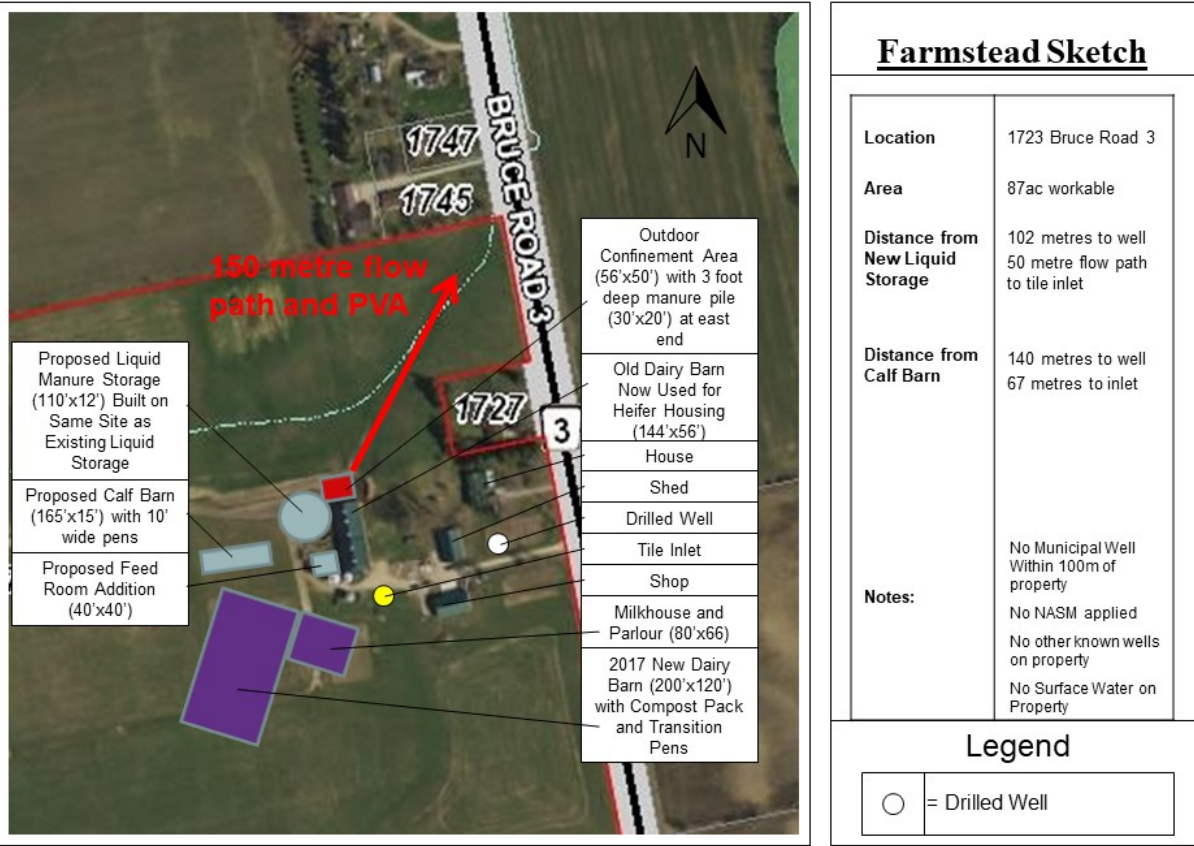 1747
1745
BRUCE ROAD 3
N
150 metre flow
path and PVA
1727
3
Proposed Liquid
Manure Storage
(110'x12') Built on
Same Site as
Existing Liquid
Storage
Proposed Calf Barn
(165'x15') with 10'
wide pens
Proposed Feed
Room Addition
(40'x40')
Outdoor
Confinement Area
(56'x50') with 3 foot
deep manure pile
(30'x20') at east
end
Old Dairy Barn
Now Used for
Heifer Housing
(144'x56')
House
Shed
Drilled Well
Tile Inlet
Shop
Milkhouse and
Parlour (80'x66)
2017 New Dairy
Barn (200'x120')
with Compost Pack
and Transition
Pens
Farmstead Sketch
Location 1723 Bruce Road 3
Area 87ac workable
Distance from
New Liquid
Storage
102 metres to well
50 metre flow path
to tile inlet
Distance from
Calf Barn
140 metres to well
67 metres to inlet
Notes:
No Municipal Well
Within 100m of
property
No NASM applied
No other known wells
on property
No Surface Water on
Property
Legend
= Drilled Well